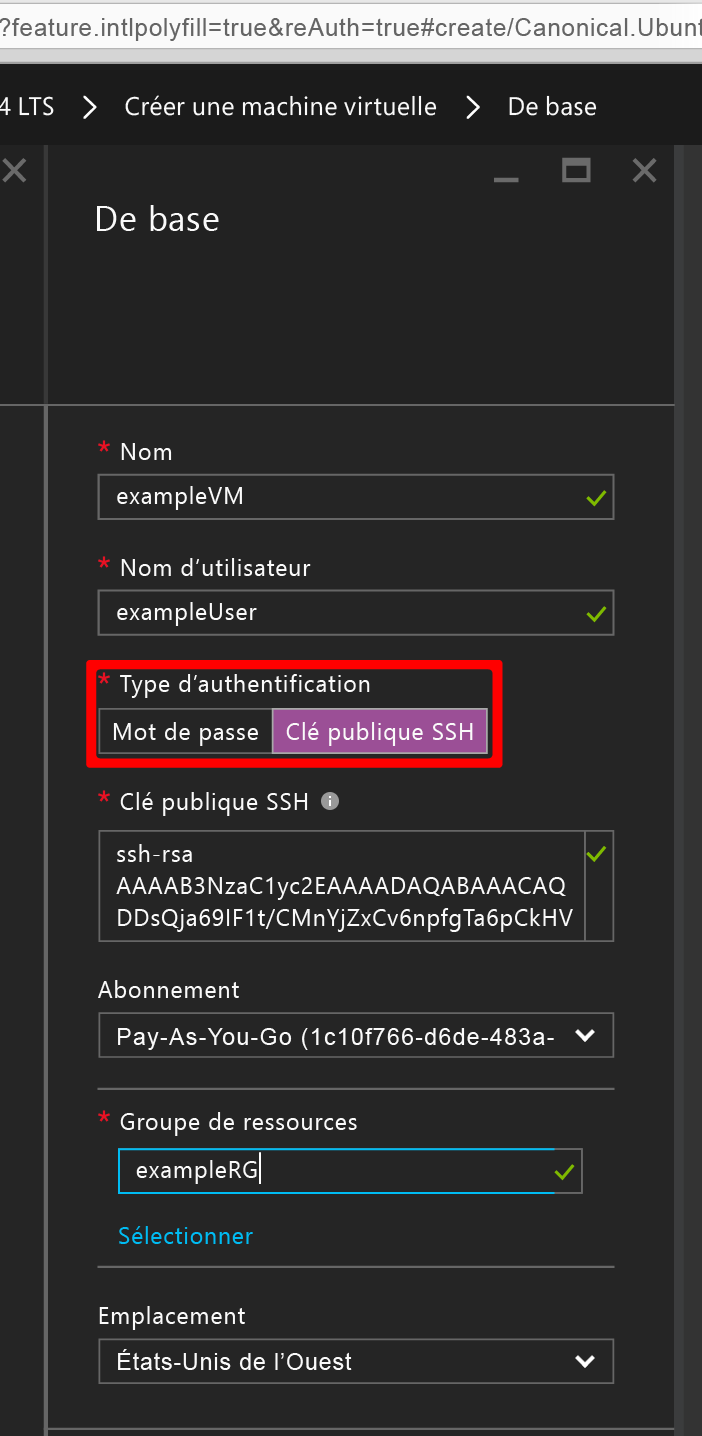 ?feature.intlpolyfill=true&reAuth=true#create/Canonical.Ubunt
4 LTS > Créer une machine virtuelle > De base
De base
* Nom
exampleVM
* Nom d’utilisateur
exampleUser
* Type d’authentification
Mot de passe Clé publique SSH
* Clé publique SSH
ssh-rsa
AAAAB3NzaC1yc2EAAAADAQABAAACAQ
DDsQja69IF1t/CMnYjZxCv6npfgTa6pCkHV
Abonnement
Pay-As-You-Go (1c10f766-d6de-483a-
* Groupe de ressources
exampleRG
Sélectionner
Emplacement
États-Unis de l’Ouest